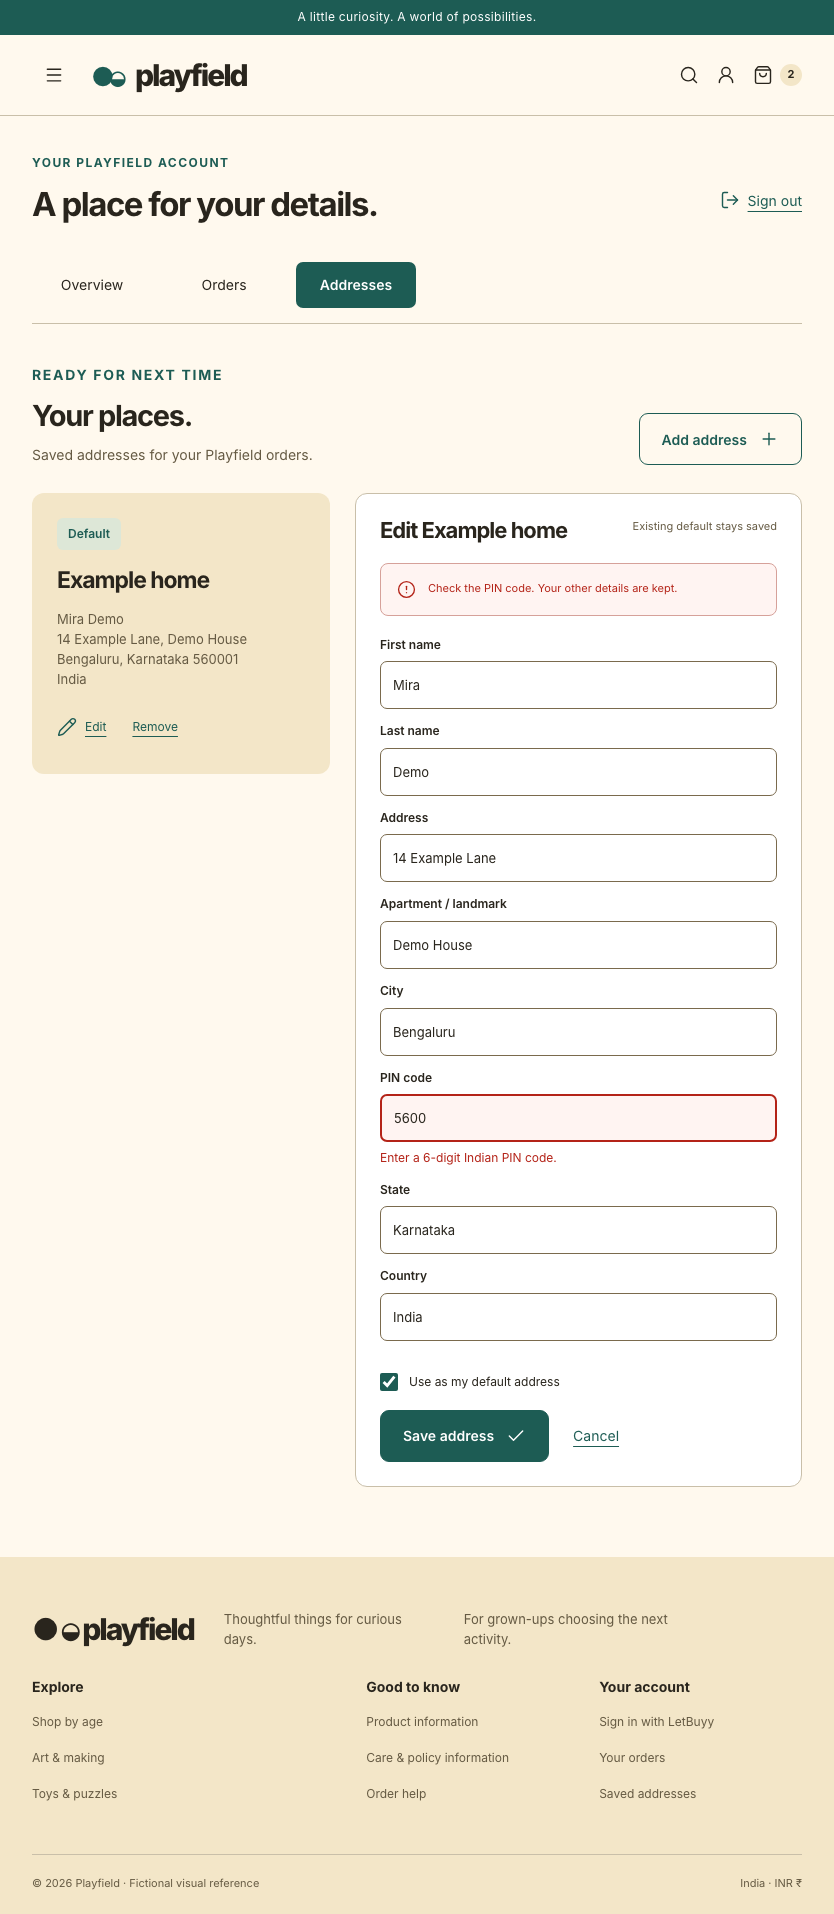 A little curiosity. A world of possibilities.
playfield
2
YOUR PLAYFIELD ACCOUNT
A place for your details.
Sign out
Overview
Orders
Addresses
READY FOR NEXT TIME
Your places.
Saved addresses for your Playfield orders.
Add address
Default
Example home
Mira Demo
14 Example Lane, Demo House
Bengaluru, Karnataka 560001
India
Edit
Remove
Edit Example home
Existing default stays saved
Check the PIN code. Your other details are kept.
First name
Mira
Last name
Demo
Address
14 Example Lane
Apartment / landmark
Demo House
City
Bengaluru
PIN code
5600
Enter a 6-digit Indian PIN code.
State
Karnataka
Country
India
Use as my default address
Save address
Cancel
playfield
Thoughtful things for curious
days.
For grown-ups choosing the next
activity.
Explore
Shop by age
Art & making
Toys & puzzles
Good to know
Product information
Care & policy information
Order help
Your account
Sign in with LetBuyy
Your orders
Saved addresses
© 2026 Playfield · Fictional visual reference
India · INR ₹